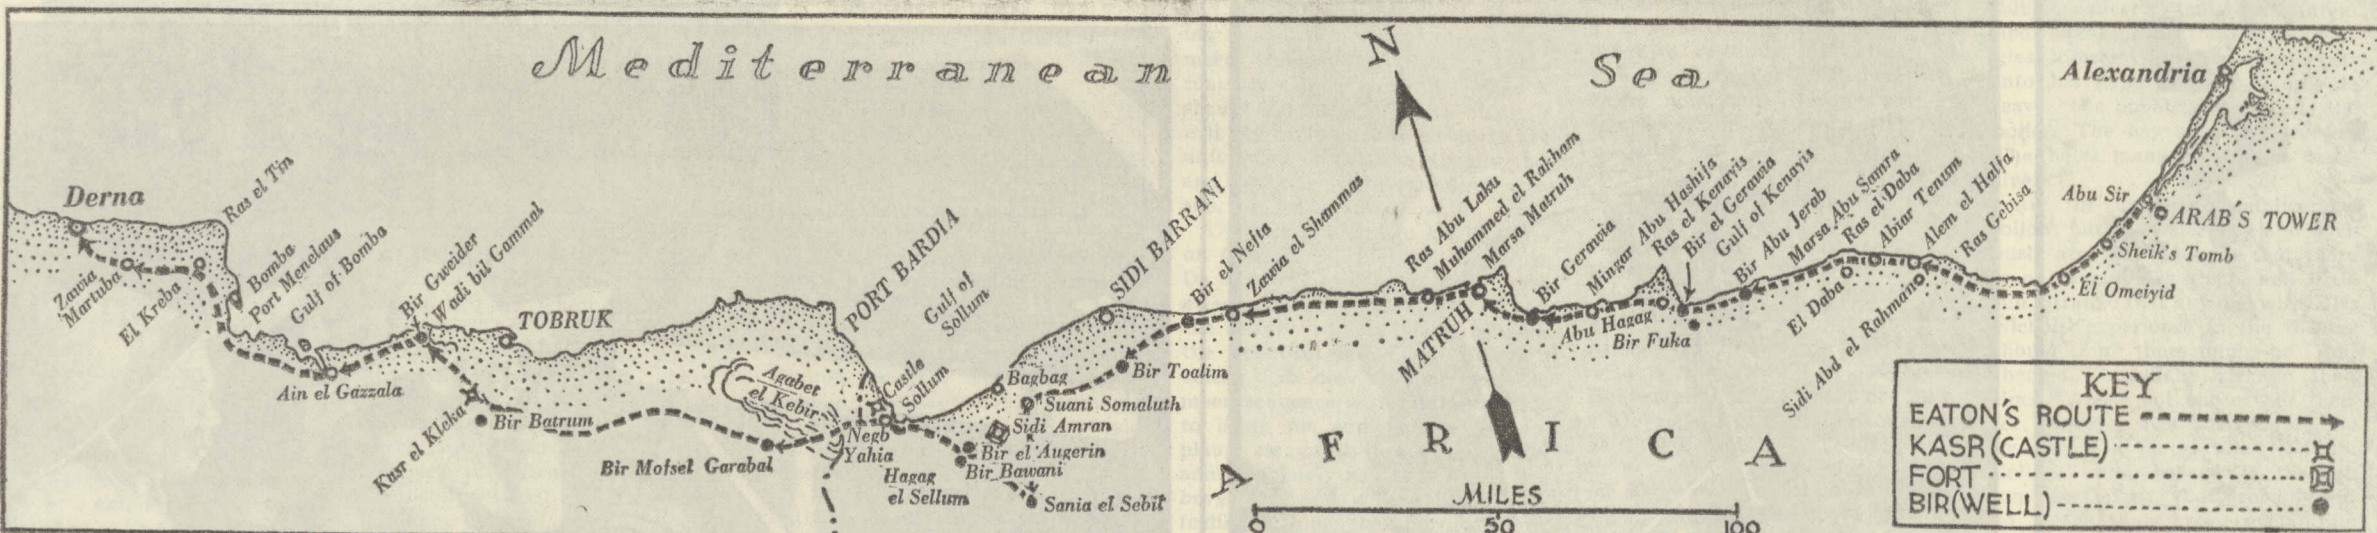 Mediterranean Sea
N
Derna
Ras el Tin
Zawia
Martuba
El Kreba
Bomba
Port Menelaus
Gulf of Bomba
Ain el Gazzala
Bir Gweider
Wadi bil Gammal
TOBRUK
Kasr el Kleka
Bir Batrum
Bir Mofsel Garabal
Agabet
el Kebir
PORT BARDIA
Gulf of
Sollum
Castle
Sollum
Negb
Yahia
Hagag
el Sellum
Bagbag
Suani Somaluth
Sidi Amran
Bir el Augerin
Bir Bawani
Sania el Sebil
SIDI BARRANI
Bir Toalim
Bir el Nefta
Zawia el Shammas
Ras Abu Laku
Muhammed el Rakham
Marsa Matruh
MATRUH
Bir Gerawia
Mingar Abu Hashifa
Ras el Kenayis
Bir el Gerawia
Gulf of Kenayis
Abu Hagag
Bir Fuka
Bir Abu Jerab
Marsa Abu Samra
Ras el Daba
Abiar Tenum
Alem el Halfa
Ras Gebisa
El Daba
Sidi Abd el Rahman
El Omeiyid
Sheik's Tomb
ARAB'S TOWER
Abu Sir
Alexandria
AFRICA
MILES
0 50 100
KEY
EATON'S ROUTE
KASR (CASTLE)
FORT
BIR (WELL)